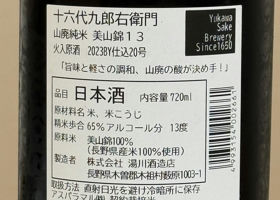 十六代九郎右衛門
山廃純米 美山錦13
火入原酒 2023BY仕込20号
「旨味と軽さの調和、山廃の酸が決め手！」
Yukawa
Sake
Brewery
Since1650
品目 日本酒 内容量 720ml
原材料名 米、米こうじ
精米歩合 65% アルコール分 13度
原料米 美山錦100%
(長野県産米100%使用)
製造者 株式会社 湯川酒造店
長野県木曽郡木祖村薮原1003-1
取扱方法 直射日光を避け冷暗所に保存